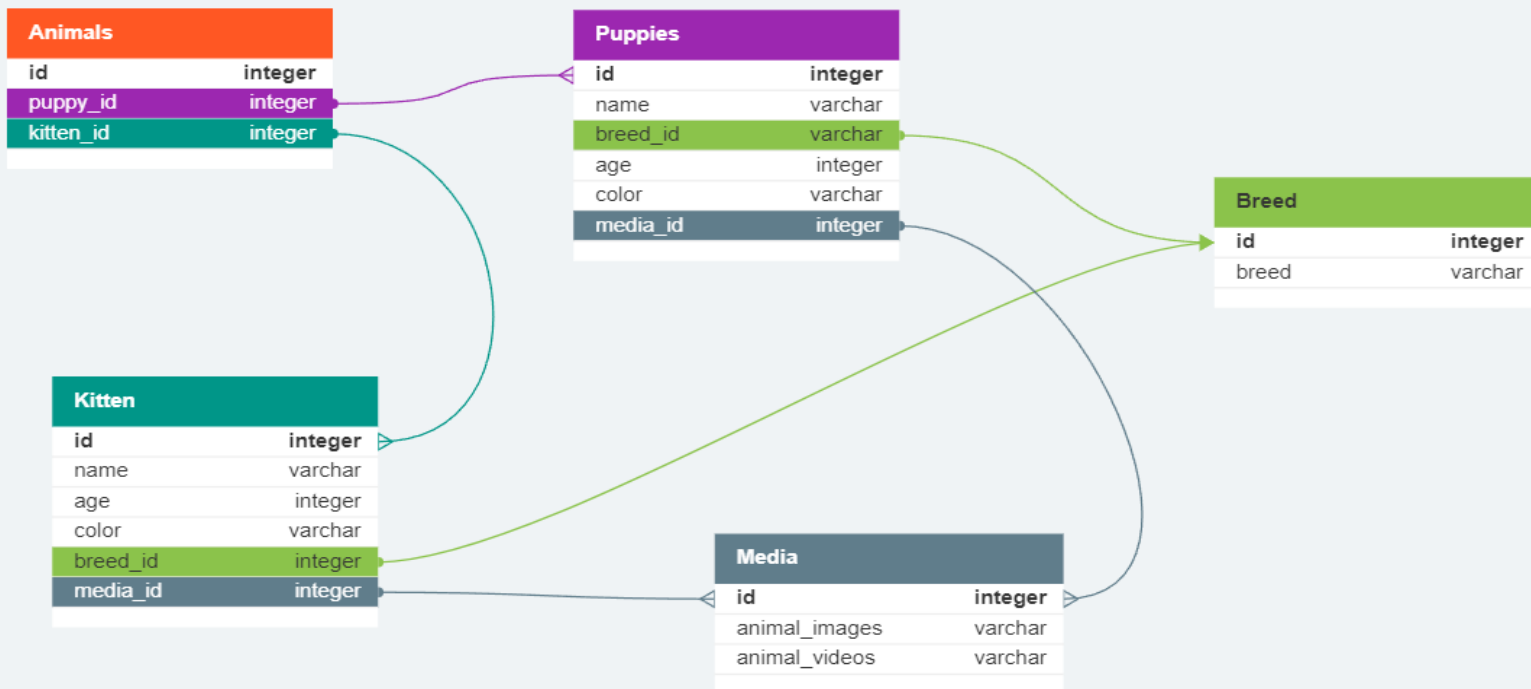 Animals
id integer
puppy_id integer
kitten_id integer
Puppies
id integer
name varchar
breed_id varchar
age integer
color varchar
media_id integer
Breed
id integer
breed varchar
Kitten
id integer
name varchar
age integer
color varchar
breed_id integer
media_id integer
Media
id integer
animal_images varchar
animal_videos varchar